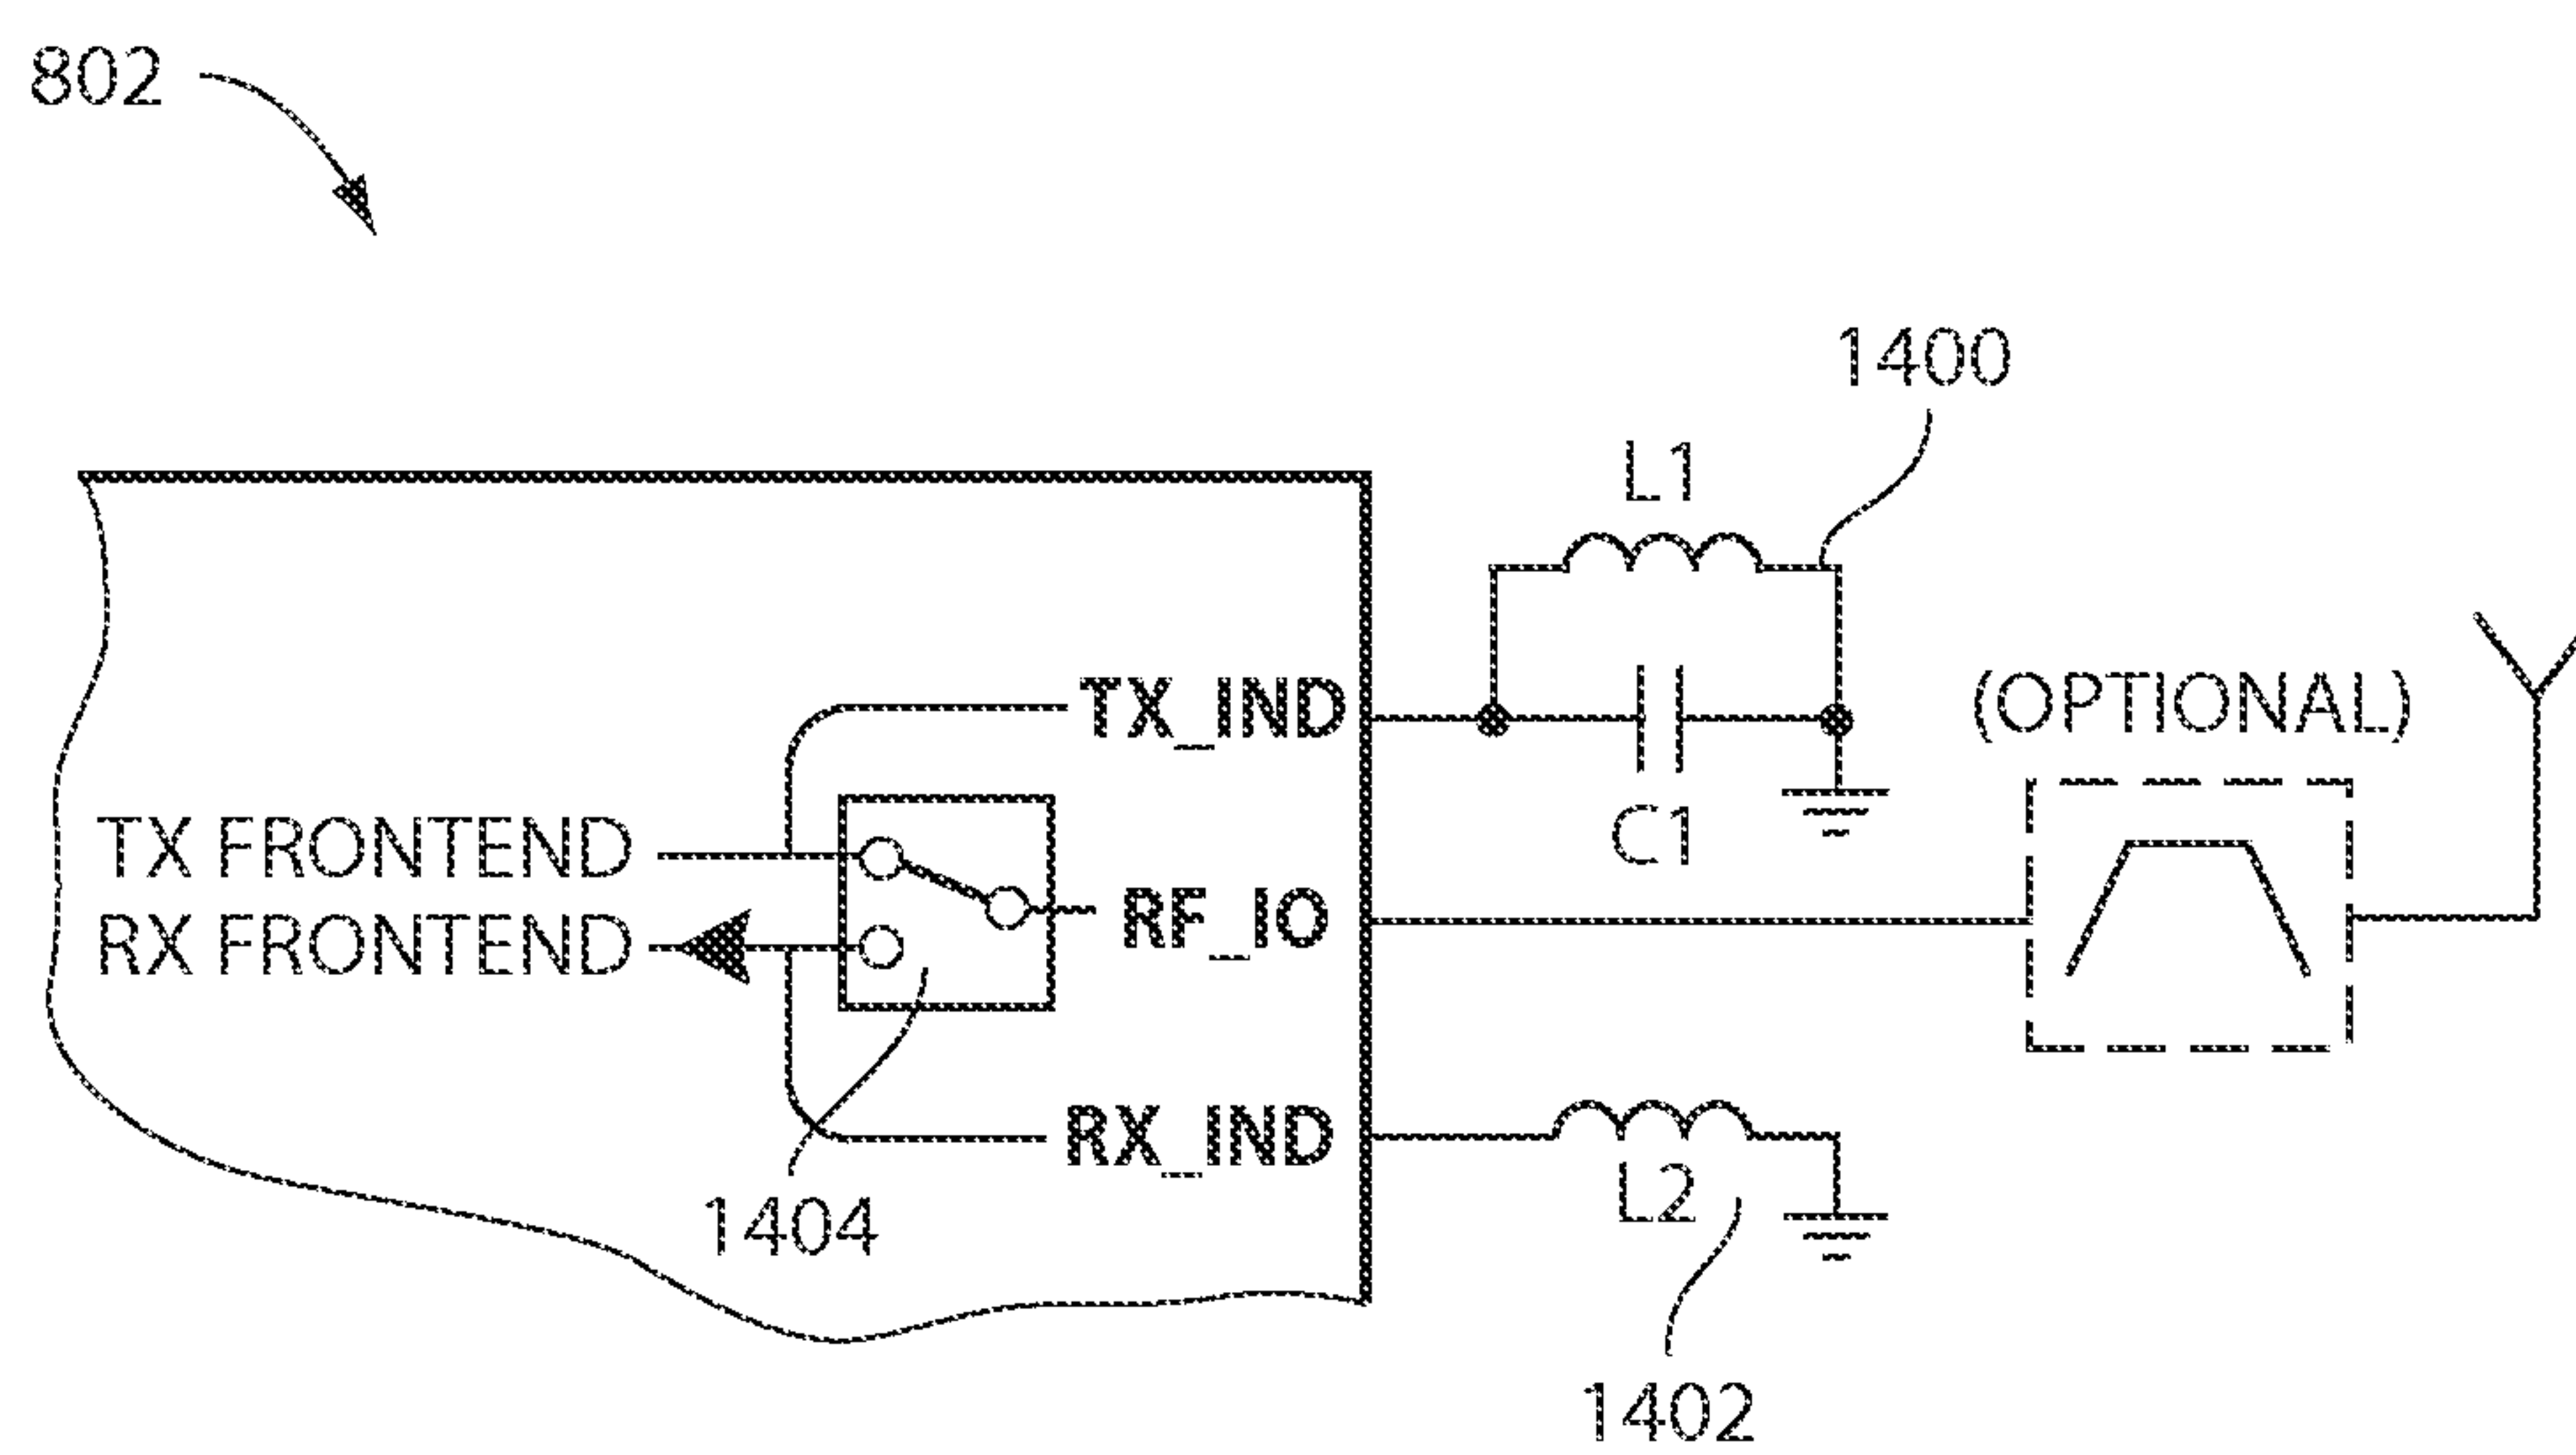 802
1400
L1
TX_IND
(OPTIONAL)
C1
TX FRONTEND
RF_IO
RX FRONTEND
RX_IND
L2
1404
1402